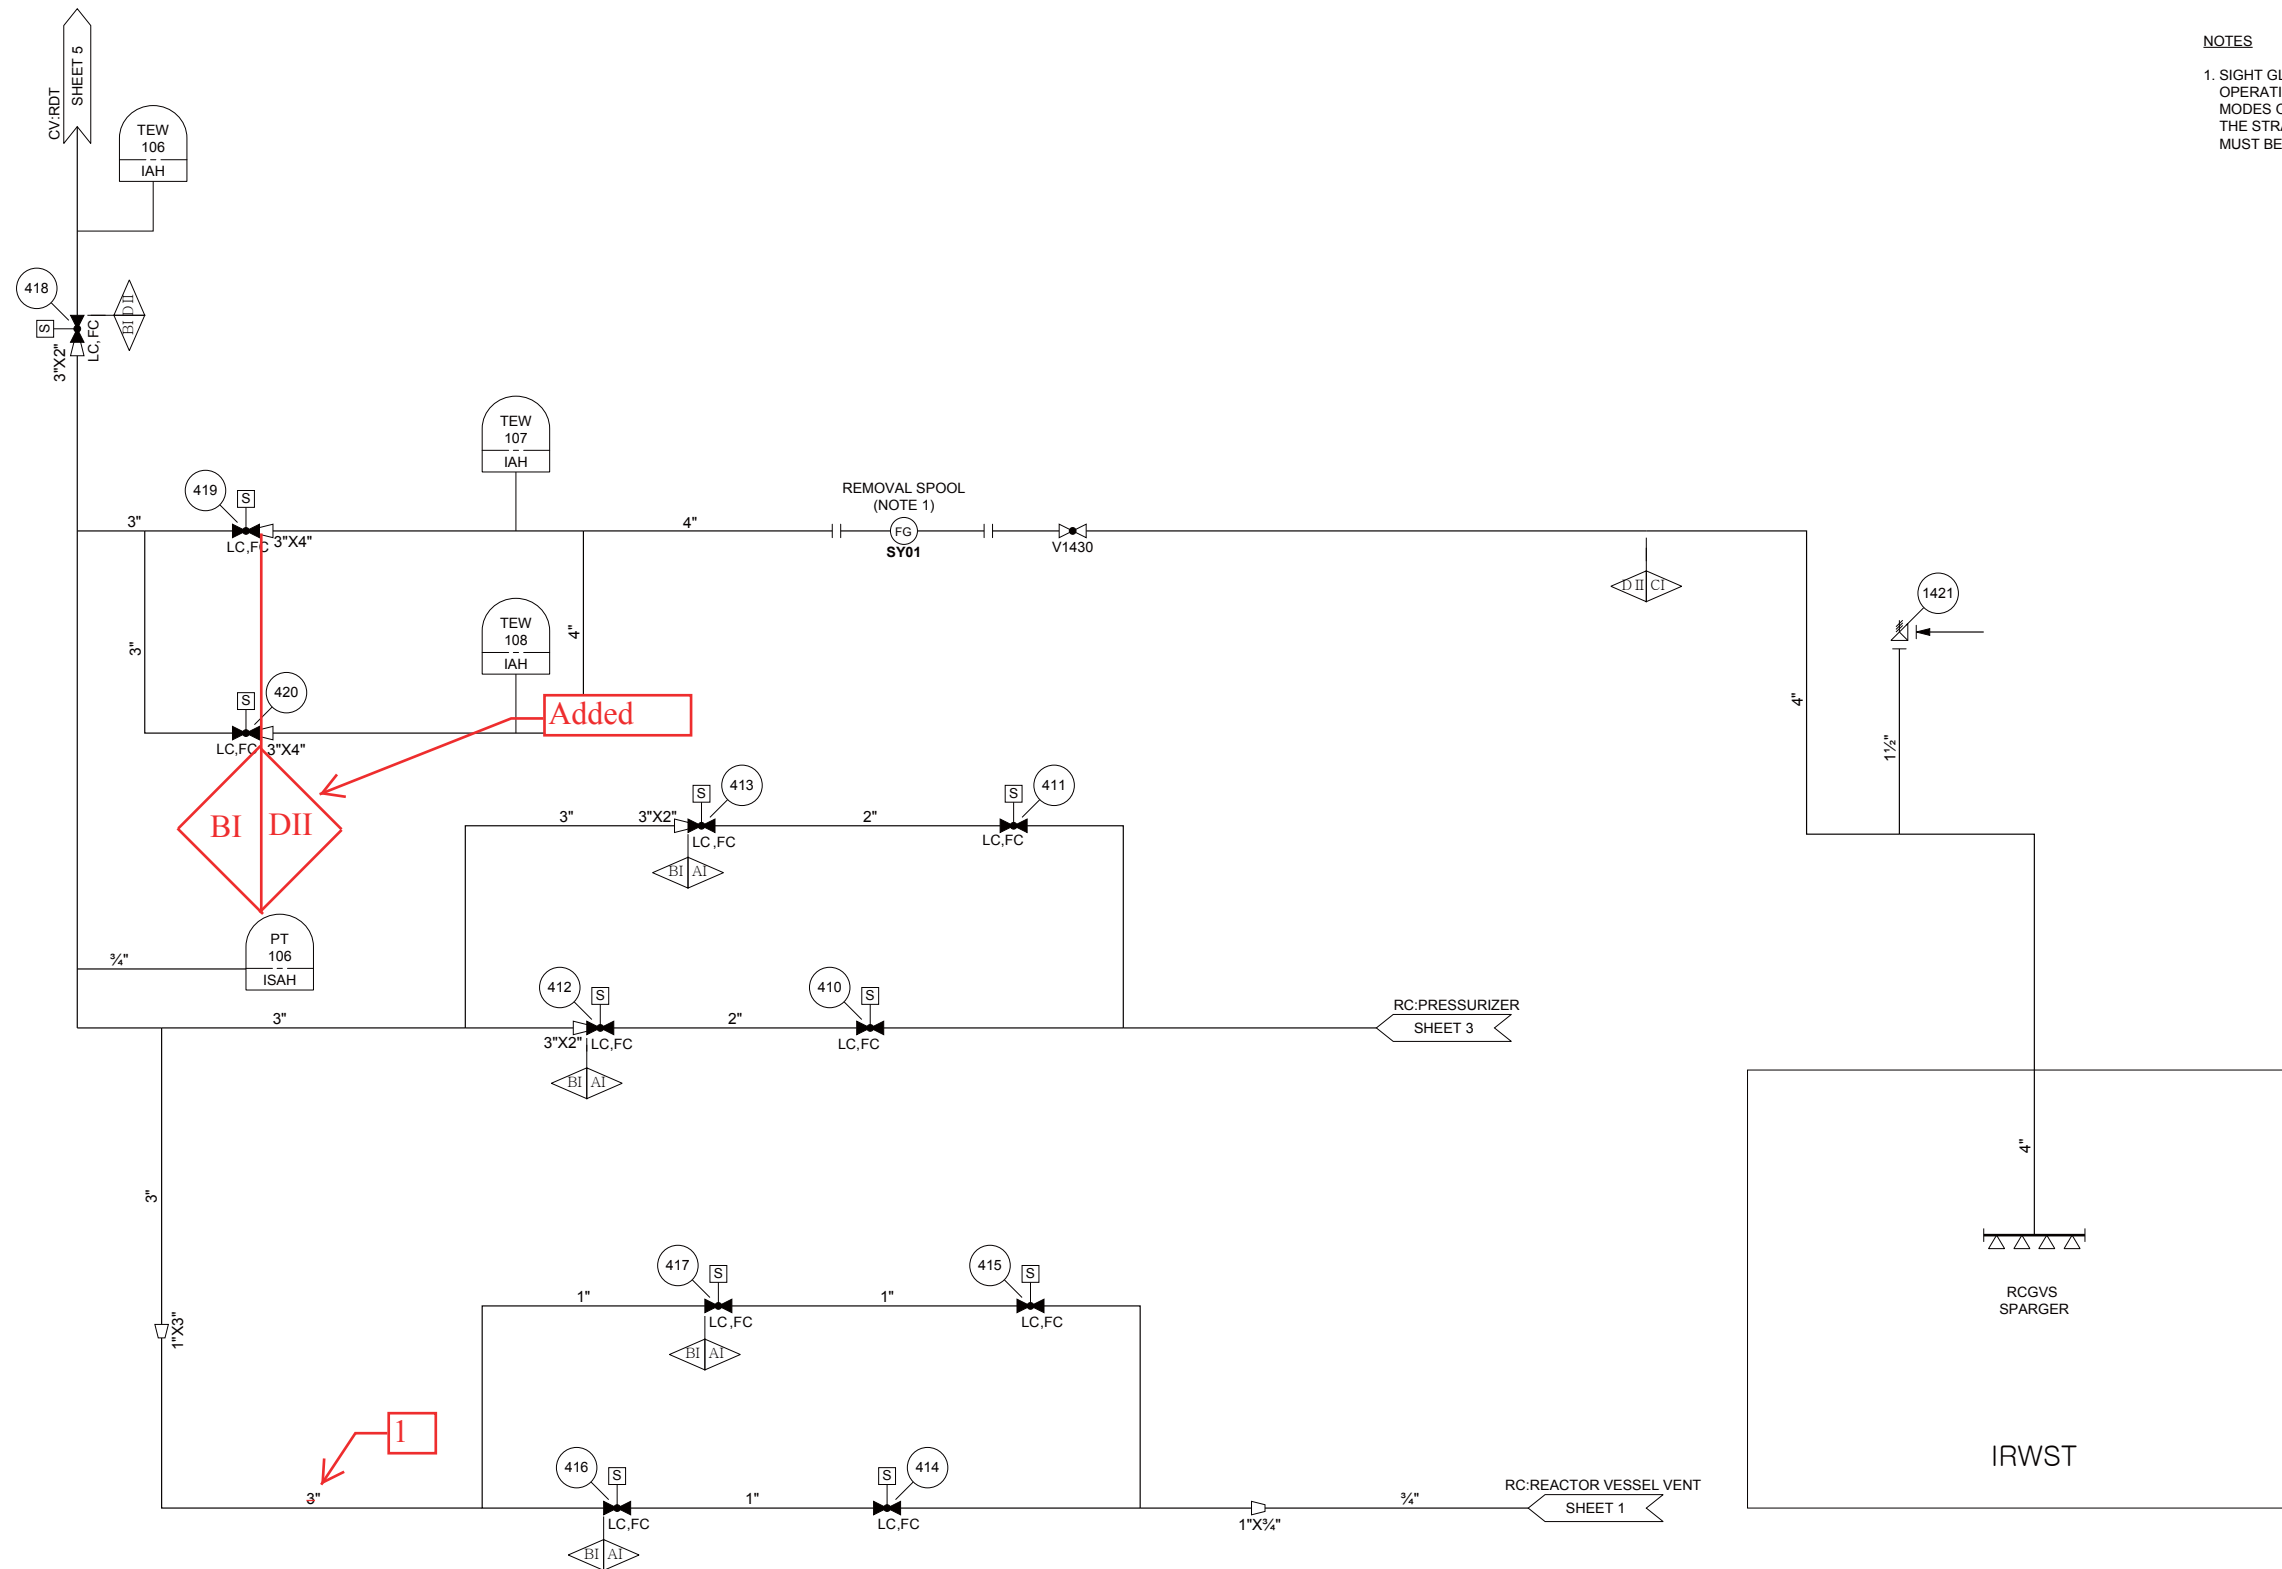 NOTES
1. SIGHT GL
OPERATI
MODES O
THE STRA
MUST BE
CV:RDT
SHEET 5
TEW
106
IAH
418
S
LC,FC
3"X2"
BI DII
TEW
107
IAH
419
S
3"
LC,FC
3"X4"
4"
REMOVAL SPOOL
(NOTE 1)
FG
SY01
V1430
DII CI
1421
3"
TEW
108
IAH
4"
4"
1½"
420
S
LC,FC
3"X4"
Added
BI DII
413
S
3"
3"X2"
LC,FC
2"
411
S
LC,FC
BI AI
PT
106
ISAH
¾"
3"
412
S
3"X2"
LC,FC
2"
410
S
LC,FC
BI AI
RC:PRESSURIZER
SHEET 3
3"
4"
1"X3"
417
S
1"
LC,FC
1"
415
S
LC,FC
BI AI
RCGVS
SPARGER
1
3"
416
S
LC,FC
1"
414
S
LC,FC
BI AI
1"X¾"
¾"
RC:REACTOR VESSEL VENT
SHEET 1
IRWST